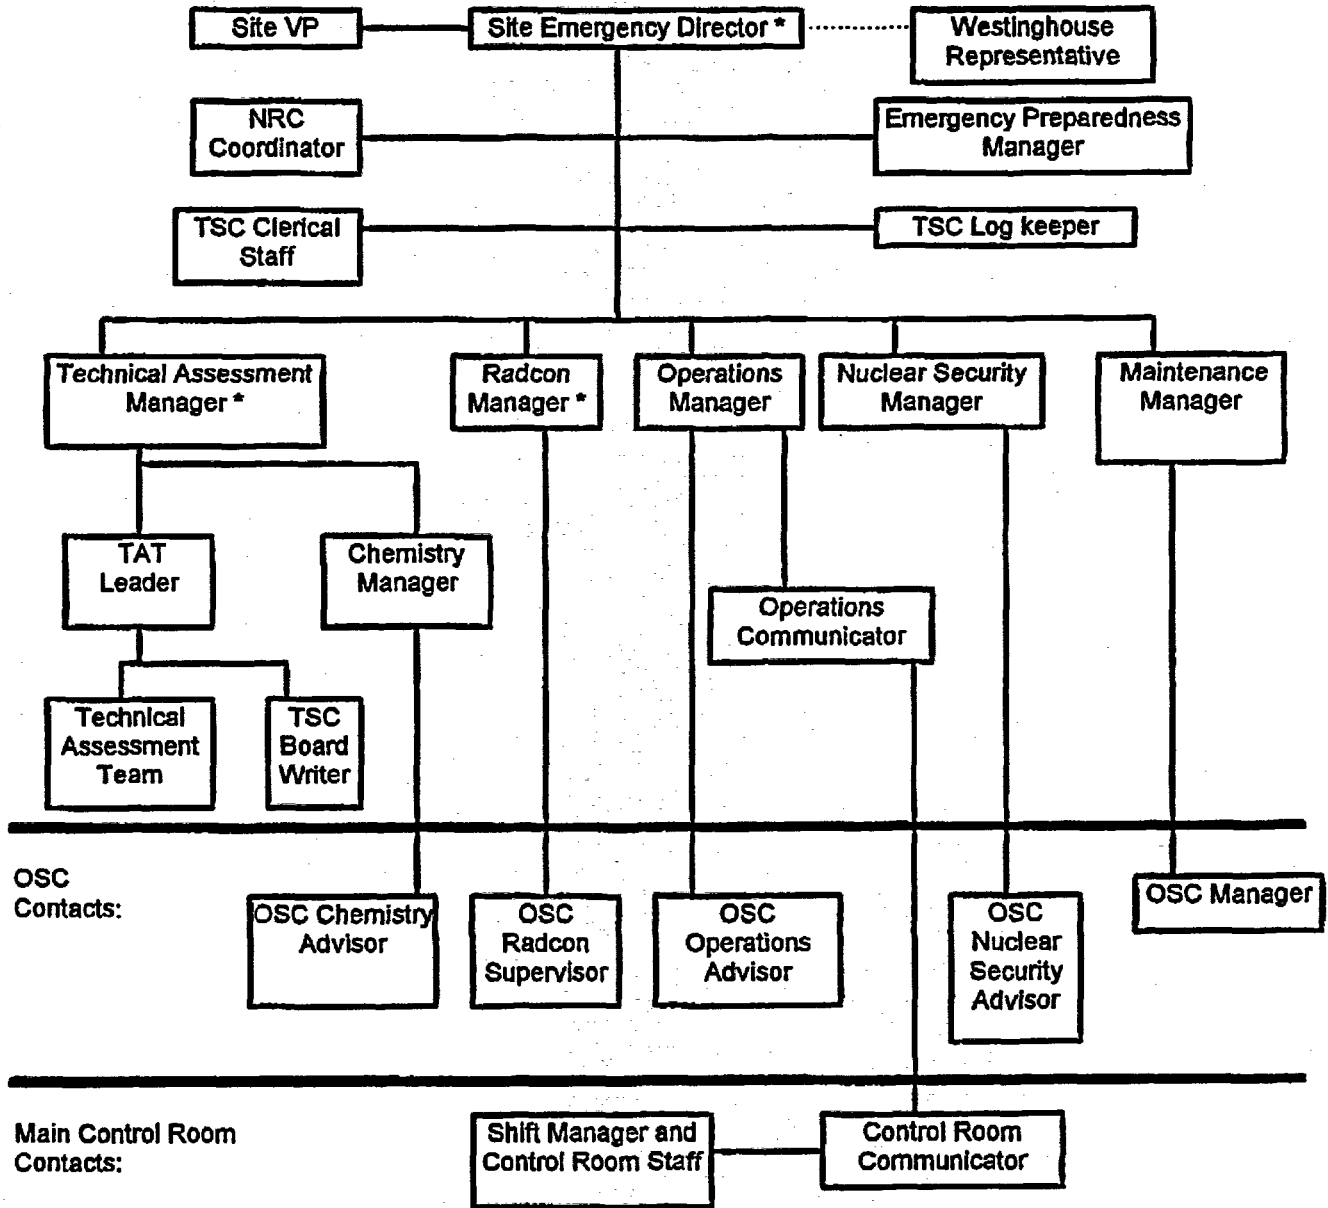 Site VP
Site Emergency Director *
Westinghouse
Representative
NRC
Coordinator
Emergency Preparedness
Manager
TSC Clerical
Staff
TSC Log keeper
Technical Assessment
Manager *
Radcon
Manager *
Operations
Manager
Nuclear Security
Manager
Maintenance
Manager
TAT
Leader
Chemistry
Manager
Operations
Communicator
Technical
Assessment
Team
TSC
Board
Writer
OSC
Contacts:
OSC Chemistry
Advisor
OSC
Radcon
Supervisor
OSC
Operations
Advisor
OSC
Nuclear
Security
Advisor
OSC Manager
Main Control Room
Contacts:
Shift Manager and
Control Room Staff
Control Room
Communicator